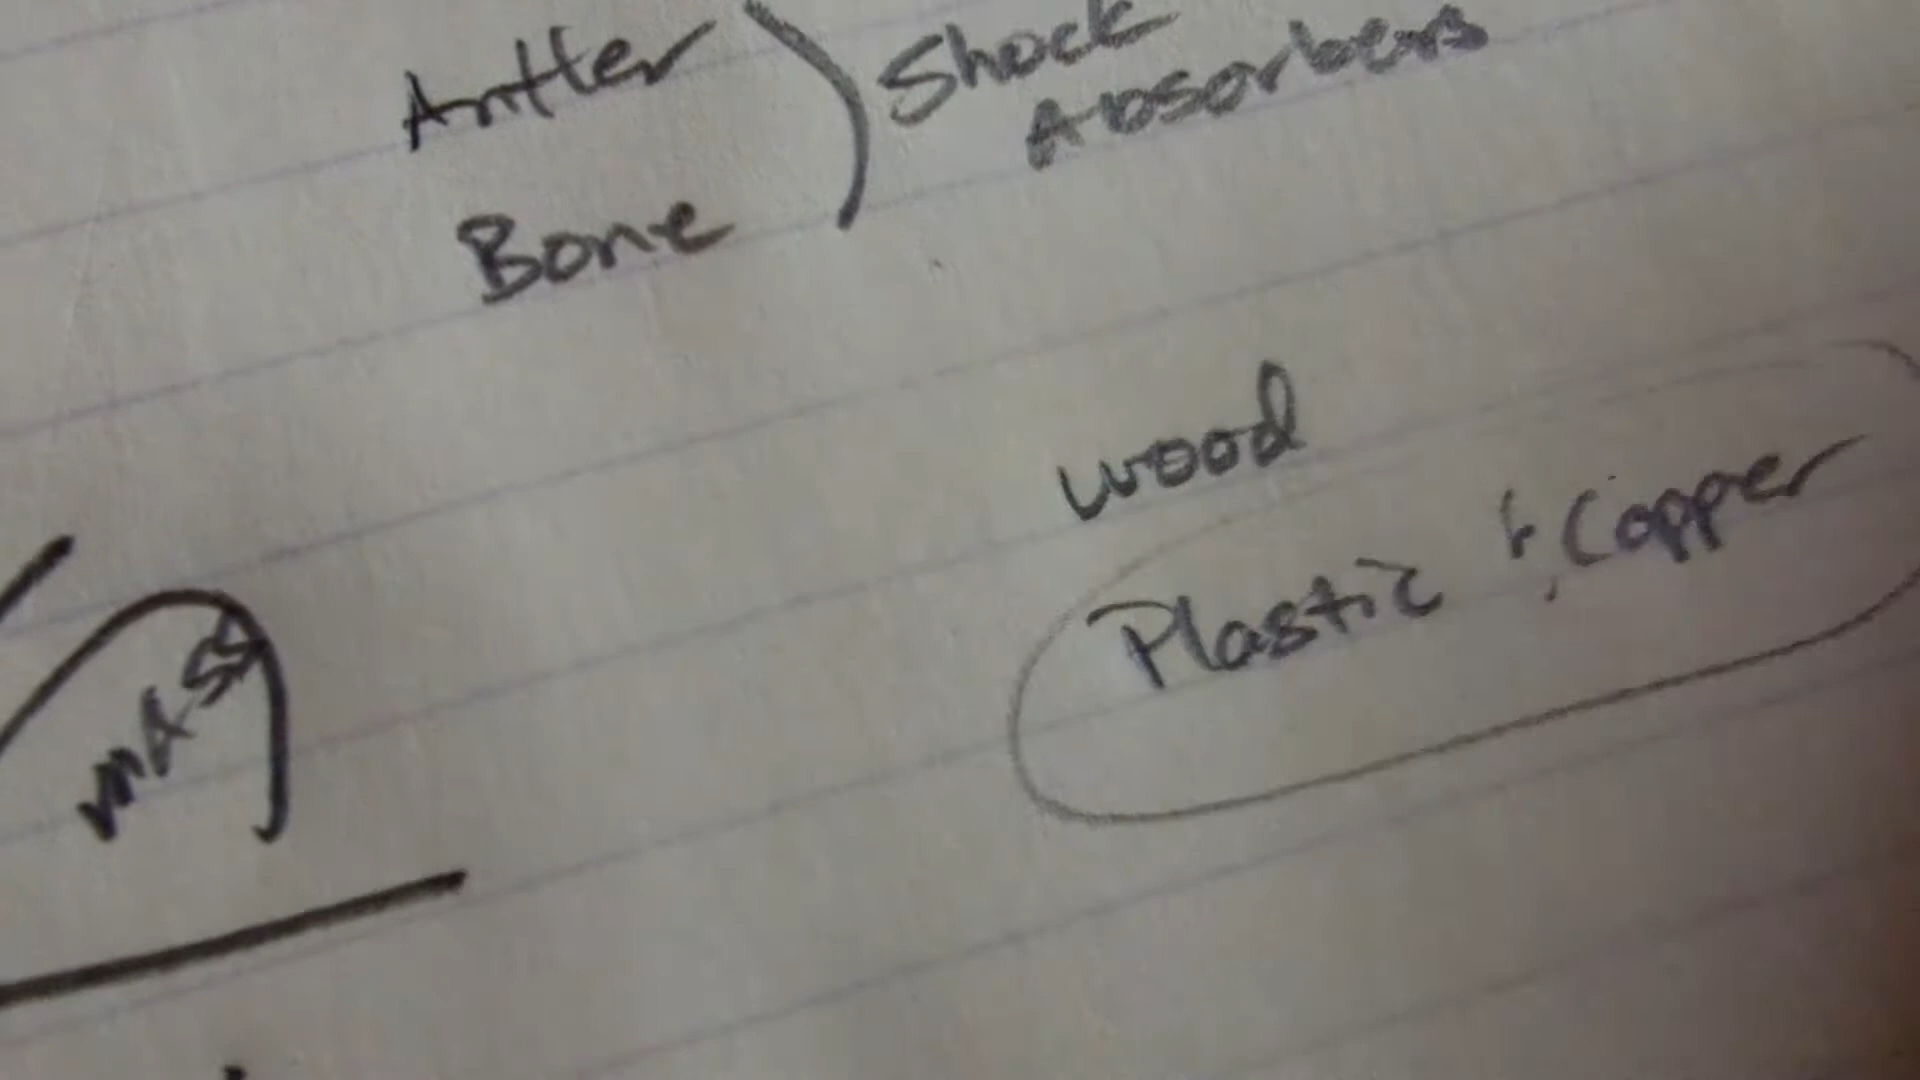 Antler
Shock
Absorbers
Bone
wood
Plastic & Copper
mass